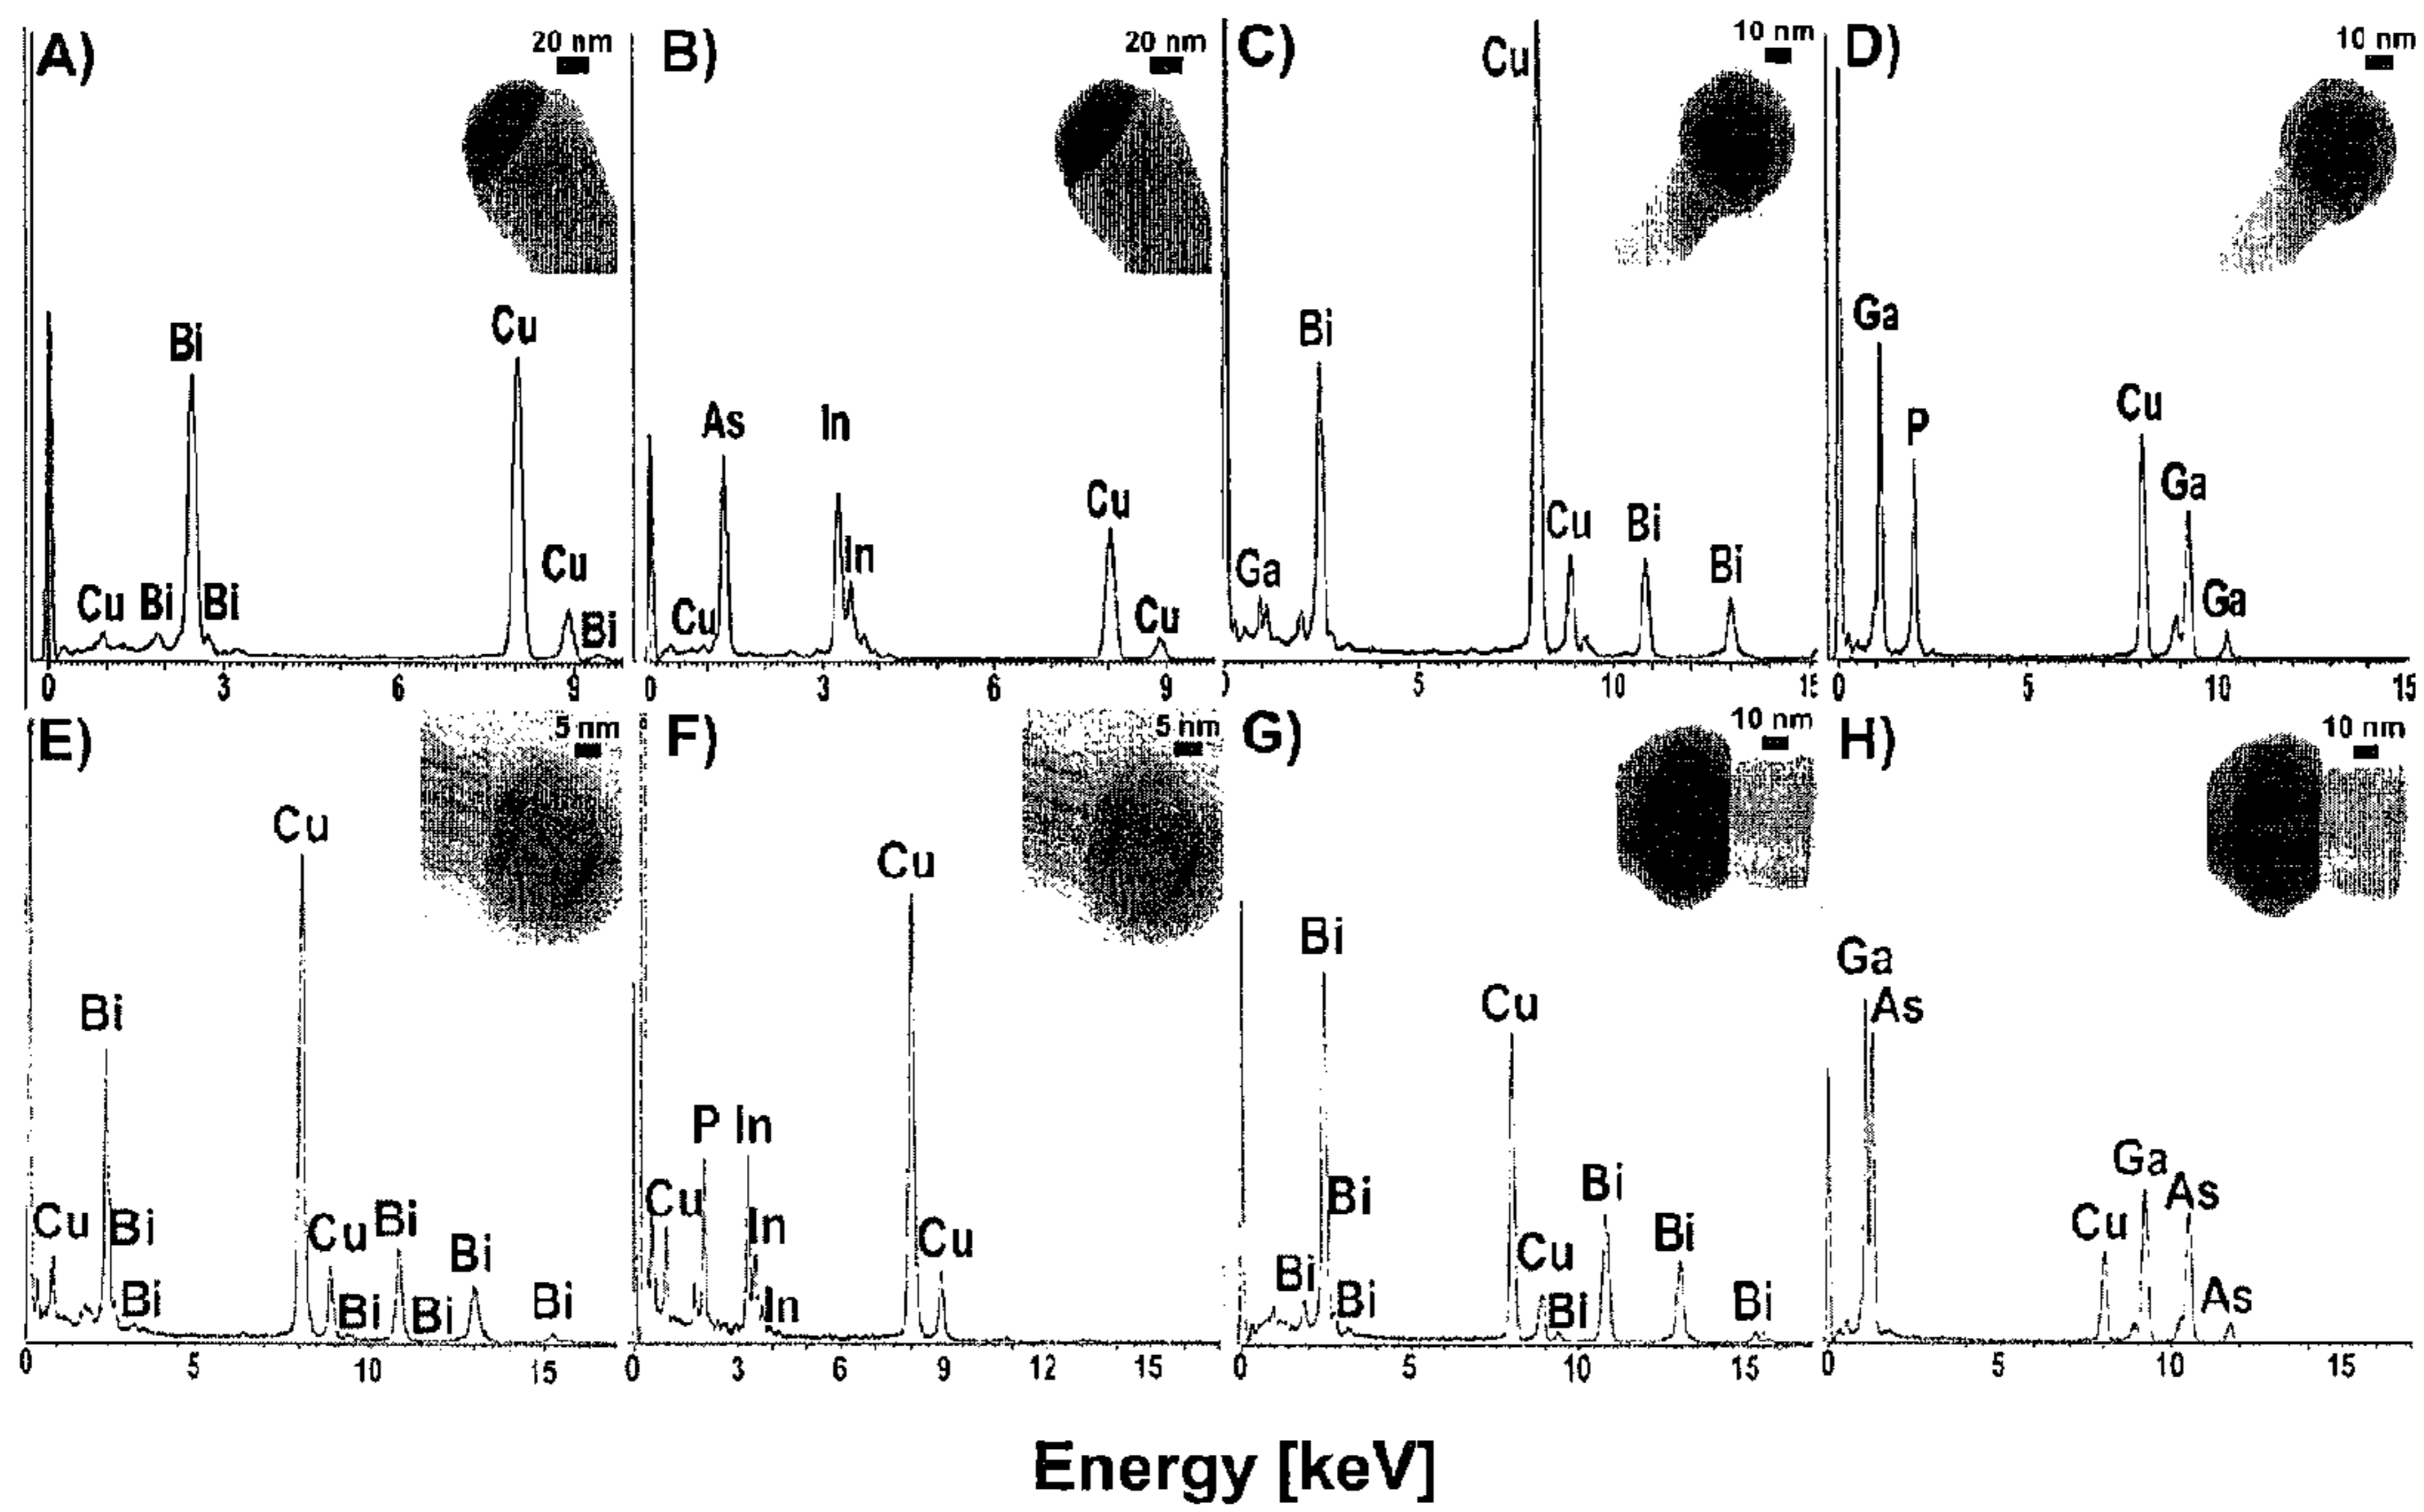 A)
20 nm
Bi
Cu
Cu
Cu Bi Bi
Bi
0 3 6 9
B)
20 nm
As
In
Cu
In
Cu
Cu
0 3 6 9
C)
10 nm
Cu
Bi
Cu
Bi
Bi
Ga
5 10
D)
10 nm
Ga
P
Cu
Ga
Ga
0 5 10 15
E)
5 nm
Cu
Bi
Cu
Bi
Cu
Bi
Bi
Bi
Bi
Bi
Bi
0 5 10 15
F)
5 nm
Cu
P In
Cu
In
Cu
In
0 3 6 9 12 15
G)
10 nm
Bi
Cu
Bi
Bi
Bi
Cu
Bi
Bi
Bi
Bi
0 5 10 15
H)
10 nm
Ga
As
Ga
As
Cu
As
0 5 10 15
Energy [keV]